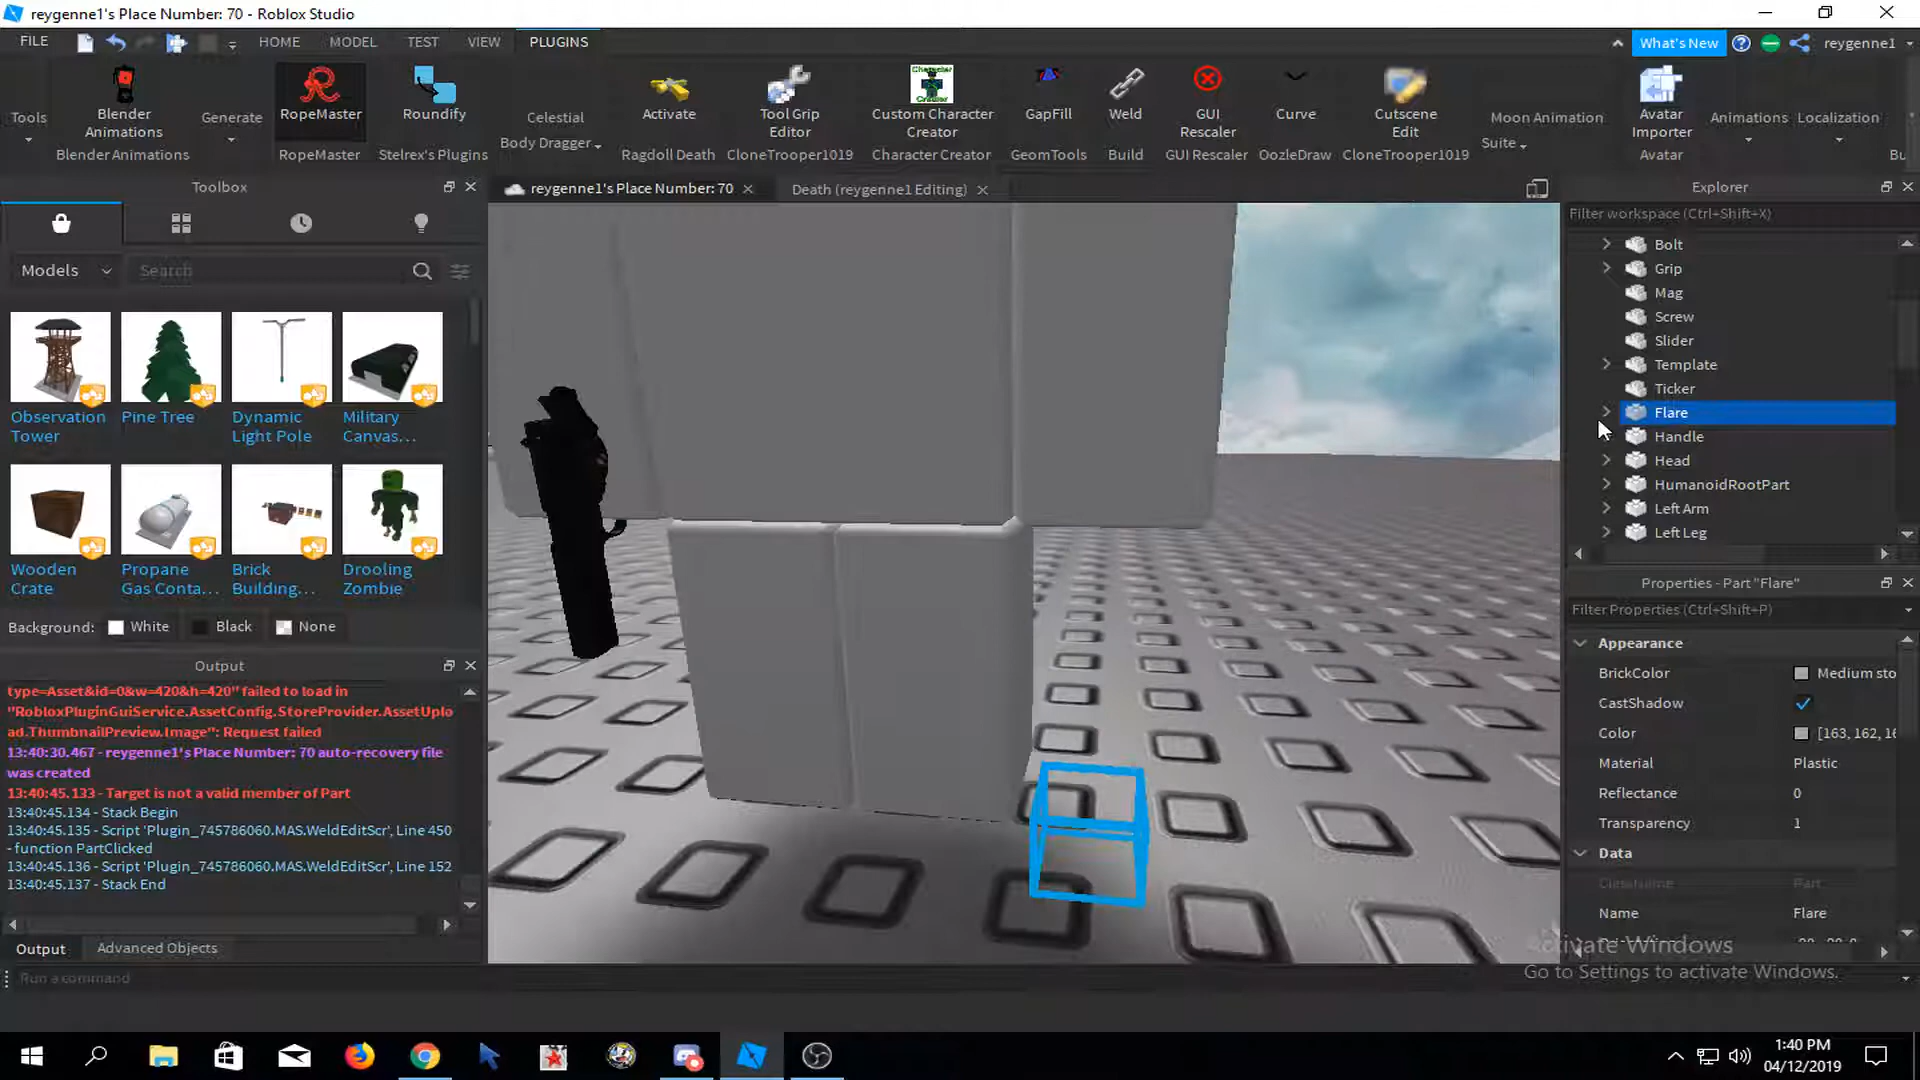 reygenne1's Place Number: 70 - Roblox Studio
FILE
HOME
MODEL
TEST
VIEW
PLUGINS
What's New
reygenne1
Tools
Blender
Animations
Blender Animations
Generate
RopeMaster
RopeMaster
Roundify
Stelrex's Plugins
Celestial
Body Dragger
Activate
Ragdoll Death
Tool Grip
Editor
CloneTrooper1019
Custom Character
Creator
Character Creator
GapFill
GeomTools
Weld
Build
GUI
Rescaler
GUI Rescaler
Curve
OozleDraw
Cutscene
Edit
CloneTrooper1019
Moon Animation
Suite
Avatar
Importer
Avatar
Animations
Localization
Bu
Toolbox
reygenne1's Place Number: 70
Death (reygenne1 Editing)
Explorer
Filter workspace (Ctrl+Shift+X)
Models
Search
Observation
Tower
Pine Tree
Dynamic
Light Pole
Military
Canvas...
Wooden
Crate
Propane
Gas Conta...
Brick
Building...
Drooling
Zombie
Background:
White
Black
None
Output
type=Asset&id=0&w=420&h=420" failed to load in
"RobloxPluginGuiService.AssetConfig.StoreProvider.AssetUplo
ad.ThumbnailPreview.Image": Request failed
13:40:30.467 - reygenne1's Place Number: 70 auto-recovery file
was created
13:40:45.133 - Target is not a valid member of Part
13:40:45.134 - Stack Begin
13:40:45.135 - Script 'Plugin_745786060.MAS.WeldEditScr', Line 450
- function PartClicked
13:40:45.136 - Script 'Plugin_745786060.MAS.WeldEditScr', Line 152
13:40:45.137 - Stack End
Output
Advanced Objects
Run a command
Bolt
Grip
Mag
Screw
Slider
Template
Ticker
Flare
Handle
Head
HumanoidRootPart
Left Arm
Left Leg
Properties - Part "Flare"
Filter Properties (Ctrl+Shift+P)
Appearance
BrickColor
Medium sto
CastShadow
Color
[163, 162, 16
Material
Plastic
Reflectance
0
Transparency
1
Data
ClassName
Part
Name
Flare
Activate Windows
Go to Settings to activate Windows.
1:40 PM
04/12/2019